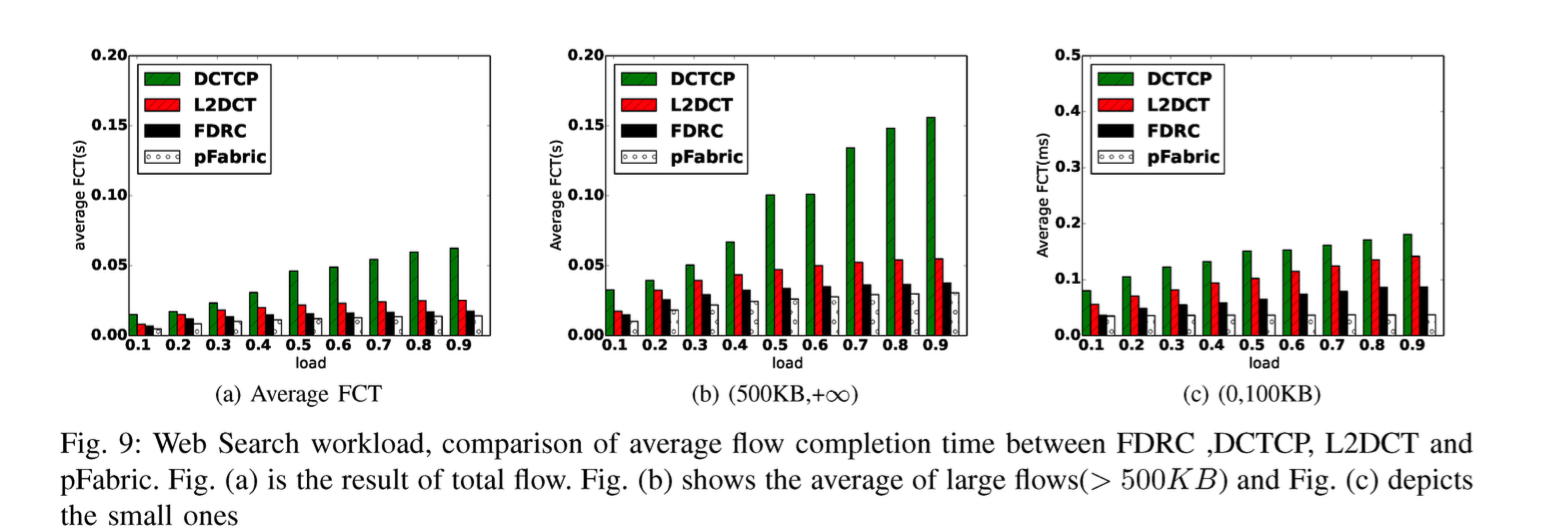 0.20
0.15
0.10
0.05
0.00
average FCT(s)
DCTCP
L2DCT
FDRC
pFabric
0.1 0.2 0.3 0.4 0.5 0.6 0.7 0.8 0.9
load
(a) Average FCT
0.20
0.15
0.10
0.05
0.00
Average FCT(s)
DCTCP
L2DCT
FDRC
pFabric
0.1 0.2 0.3 0.4 0.5 0.6 0.7 0.8 0.9
load
(b) (500KB,+∞)
0.5
0.4
0.3
0.2
0.1
0.0
Average FCT(ms)
DCTCP
L2DCT
FDRC
pFabric
0.1 0.2 0.3 0.4 0.5 0.6 0.7 0.8 0.9
load
(c) (0,100KB)
Fig. 9: Web Search workload, comparison of average flow completion time between FDRC ,DCTCP, L2DCT and
pFabric. Fig. (a) is the result of total flow. Fig. (b) shows the average of large flows(> 500KB) and Fig. (c) depicts
the small ones